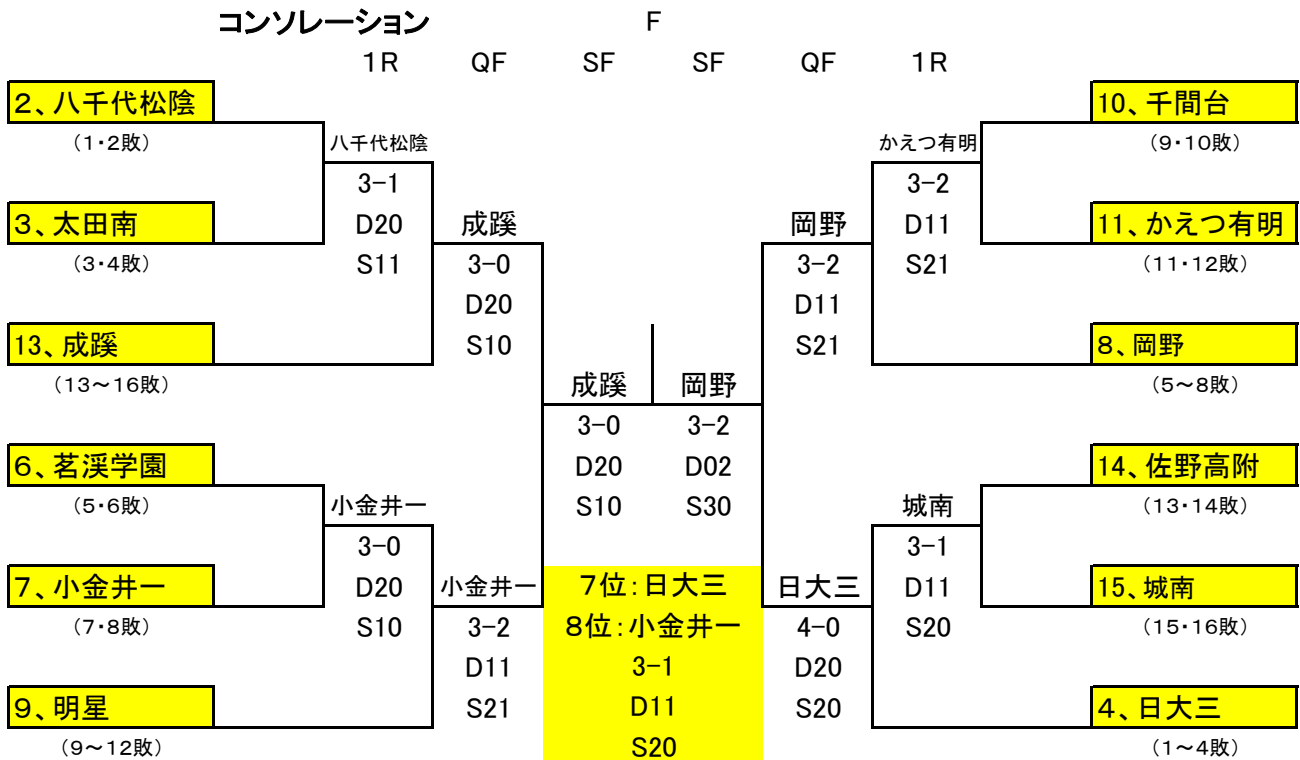 コンソレーション F
1R QF SF SF QF 1R
2、八千代松陰 10、千間台
（1・2敗） 八千代松陰 かえつ有明 （9・10敗）
3-1 3-2
3、太田南 D20 成蹊 岡野 D11 11、かえつ有明
（3・4敗） S11 3-0 3-2 S21 （11・12敗）
D20 D11
13、成蹊 S10 S21 8、岡野
（13～16敗） 成蹊 岡野 （5～8敗）
3-0 3-2
6、茗渓学園 D20 D02 14、佐野高附
（5・6敗） 小金井一 S10 S30 城南 （13・14敗）
3-0 3-1
7、小金井一 D20 小金井一 7位：日大三 日大三 D11 15、城南
（7・8敗） S10 3-2 8位：小金井一 4-0 S20 （15・16敗）
D11 3-1 D20
9、明星 S21 D11 S20 4、日大三
（9～12敗） S20 （1～4敗）